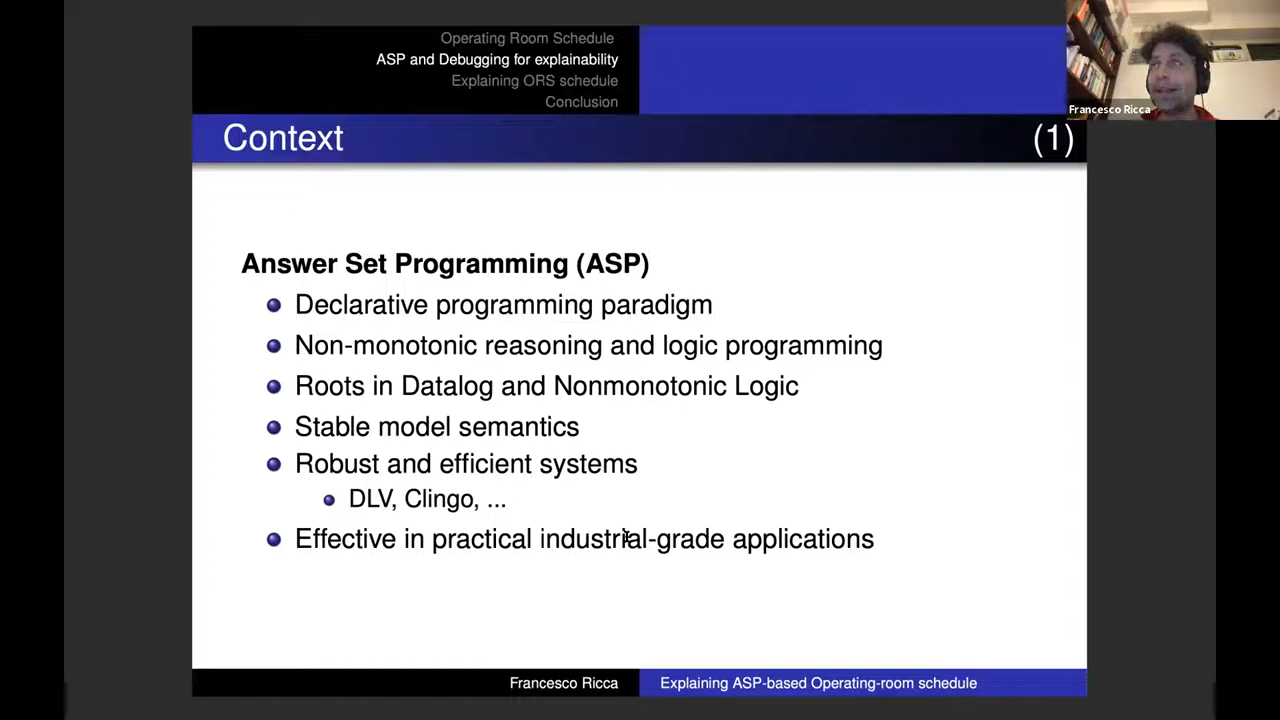 Operating Room Schedule
ASP and Debugging for explainability
Explaining ORS schedule
Conclusion
Francesco Ricca
Context (1)
Answer Set Programming (ASP)
Declarative programming paradigm
Non-monotonic reasoning and logic programming
Roots in Datalog and Nonmonotonic Logic
Stable model semantics
Robust and efficient systems
DLV, Clingo, ...
Effective in practical industrial-grade applications
Francesco Ricca Explaining ASP-based Operating-room schedule